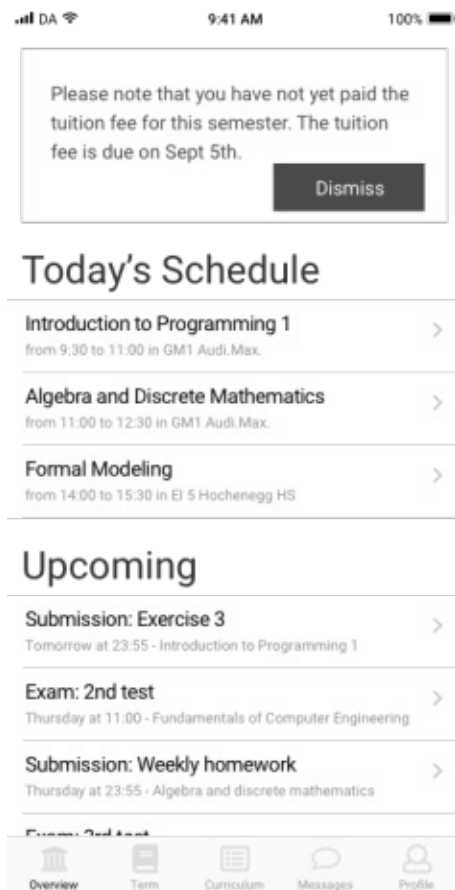 DA 9:41 AM 100%
Please note that you have not yet paid the
tuition fee for this semester. The tuition
fee is due on Sept 5th.
Dismiss
Today's Schedule
Introduction to Programming 1
from 9:30 to 11:00 in GM1 Audi.Max.
Algebra and Discrete Mathematics
from 11:00 to 12:30 in GM1 Audi.Max.
Formal Modeling
from 14:00 to 15:30 in EI 5 Hochenegg HS
Upcoming
Submission: Exercise 3
Tomorrow at 23:55 - Introduction to Programming 1
Exam: 2nd test
Thursday at 11:00 - Fundamentals of Computer Engineering
Submission: Weekly homework
Thursday at 23:55 - Algebra and discrete mathematics
Exam: 3rd test
Overview Term Curriculum Messages Profile